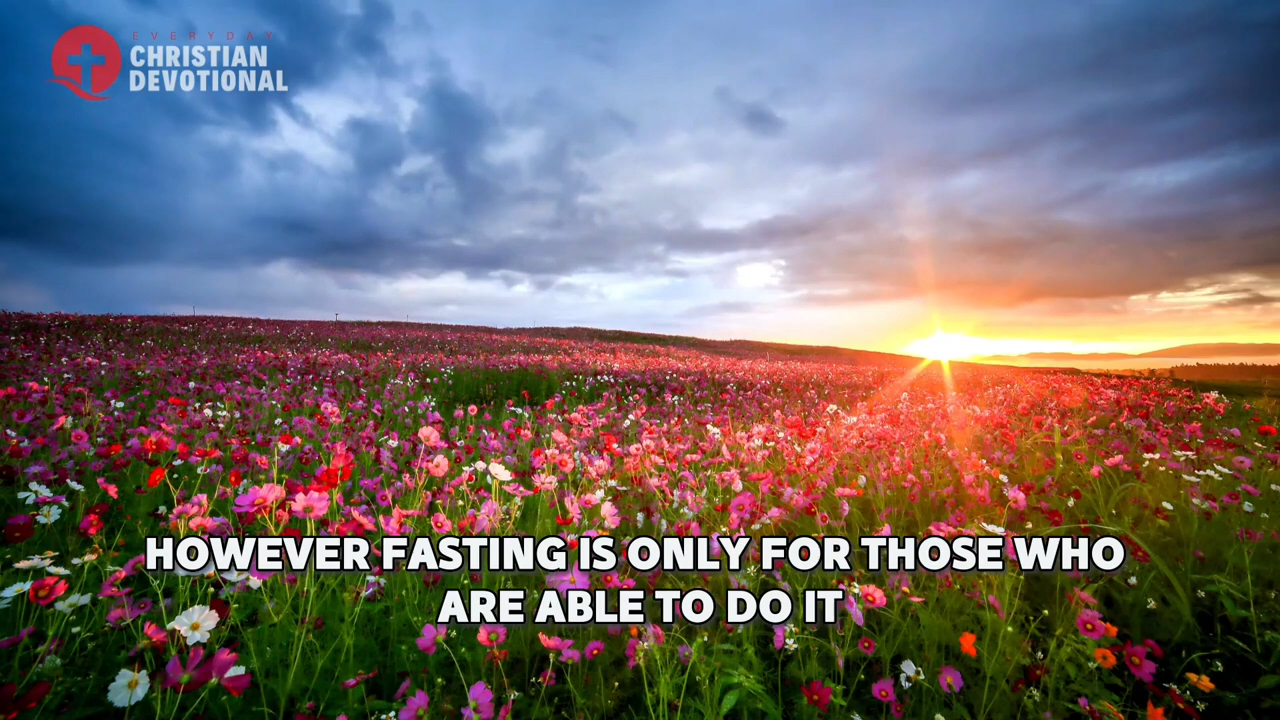 EVERYDAY
CHRISTIAN
DEVOTIONAL
HOWEVER FASTING IS ONLY FOR THOSE WHO
ARE ABLE TO DO IT